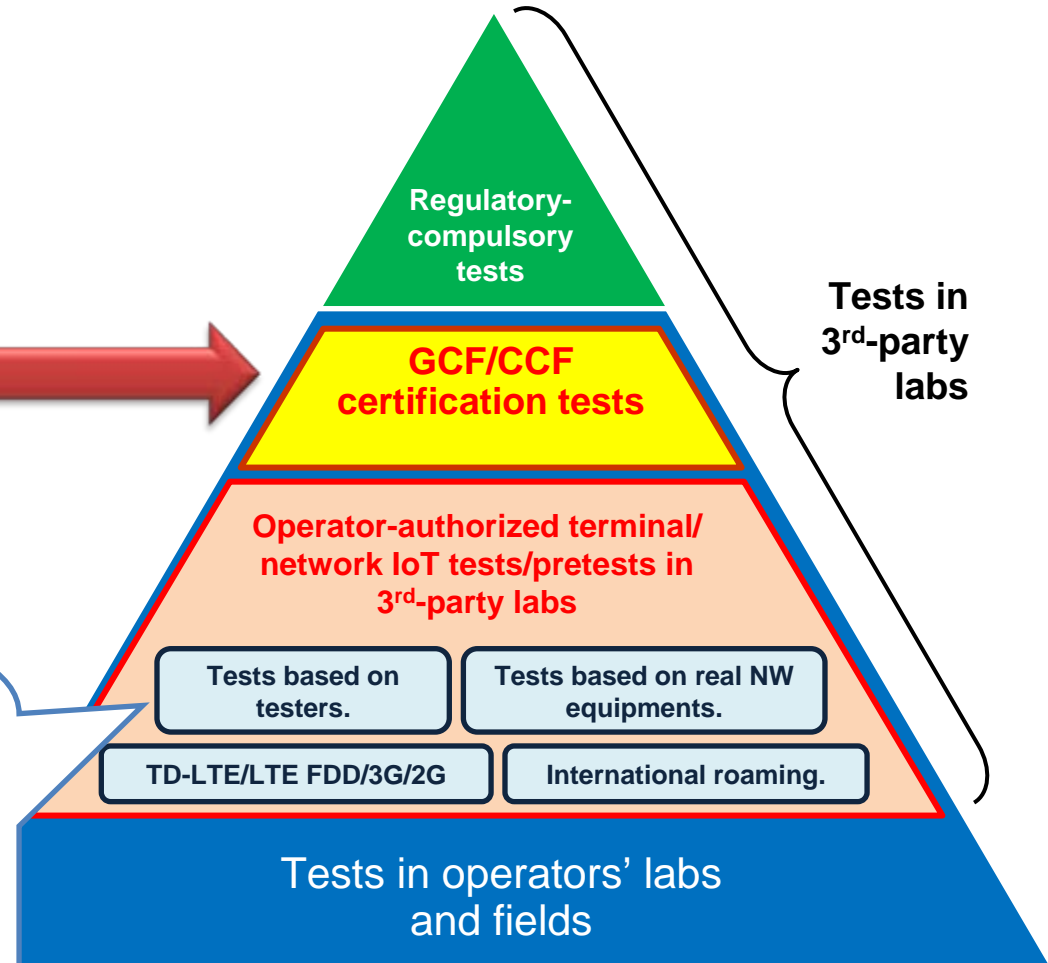 Regulatory-
compulsory
tests
Tests in
3rd-party
labs
GCF/CCF
certification tests
Operator-authorized terminal/
network IoT tests/pretests in
3rd-party labs
Tests based on
testers.
Tests based on real NW
equipments.
TD-LTE/LTE FDD/3G/2G
International roaming.
Tests in operators’ labs
and fields